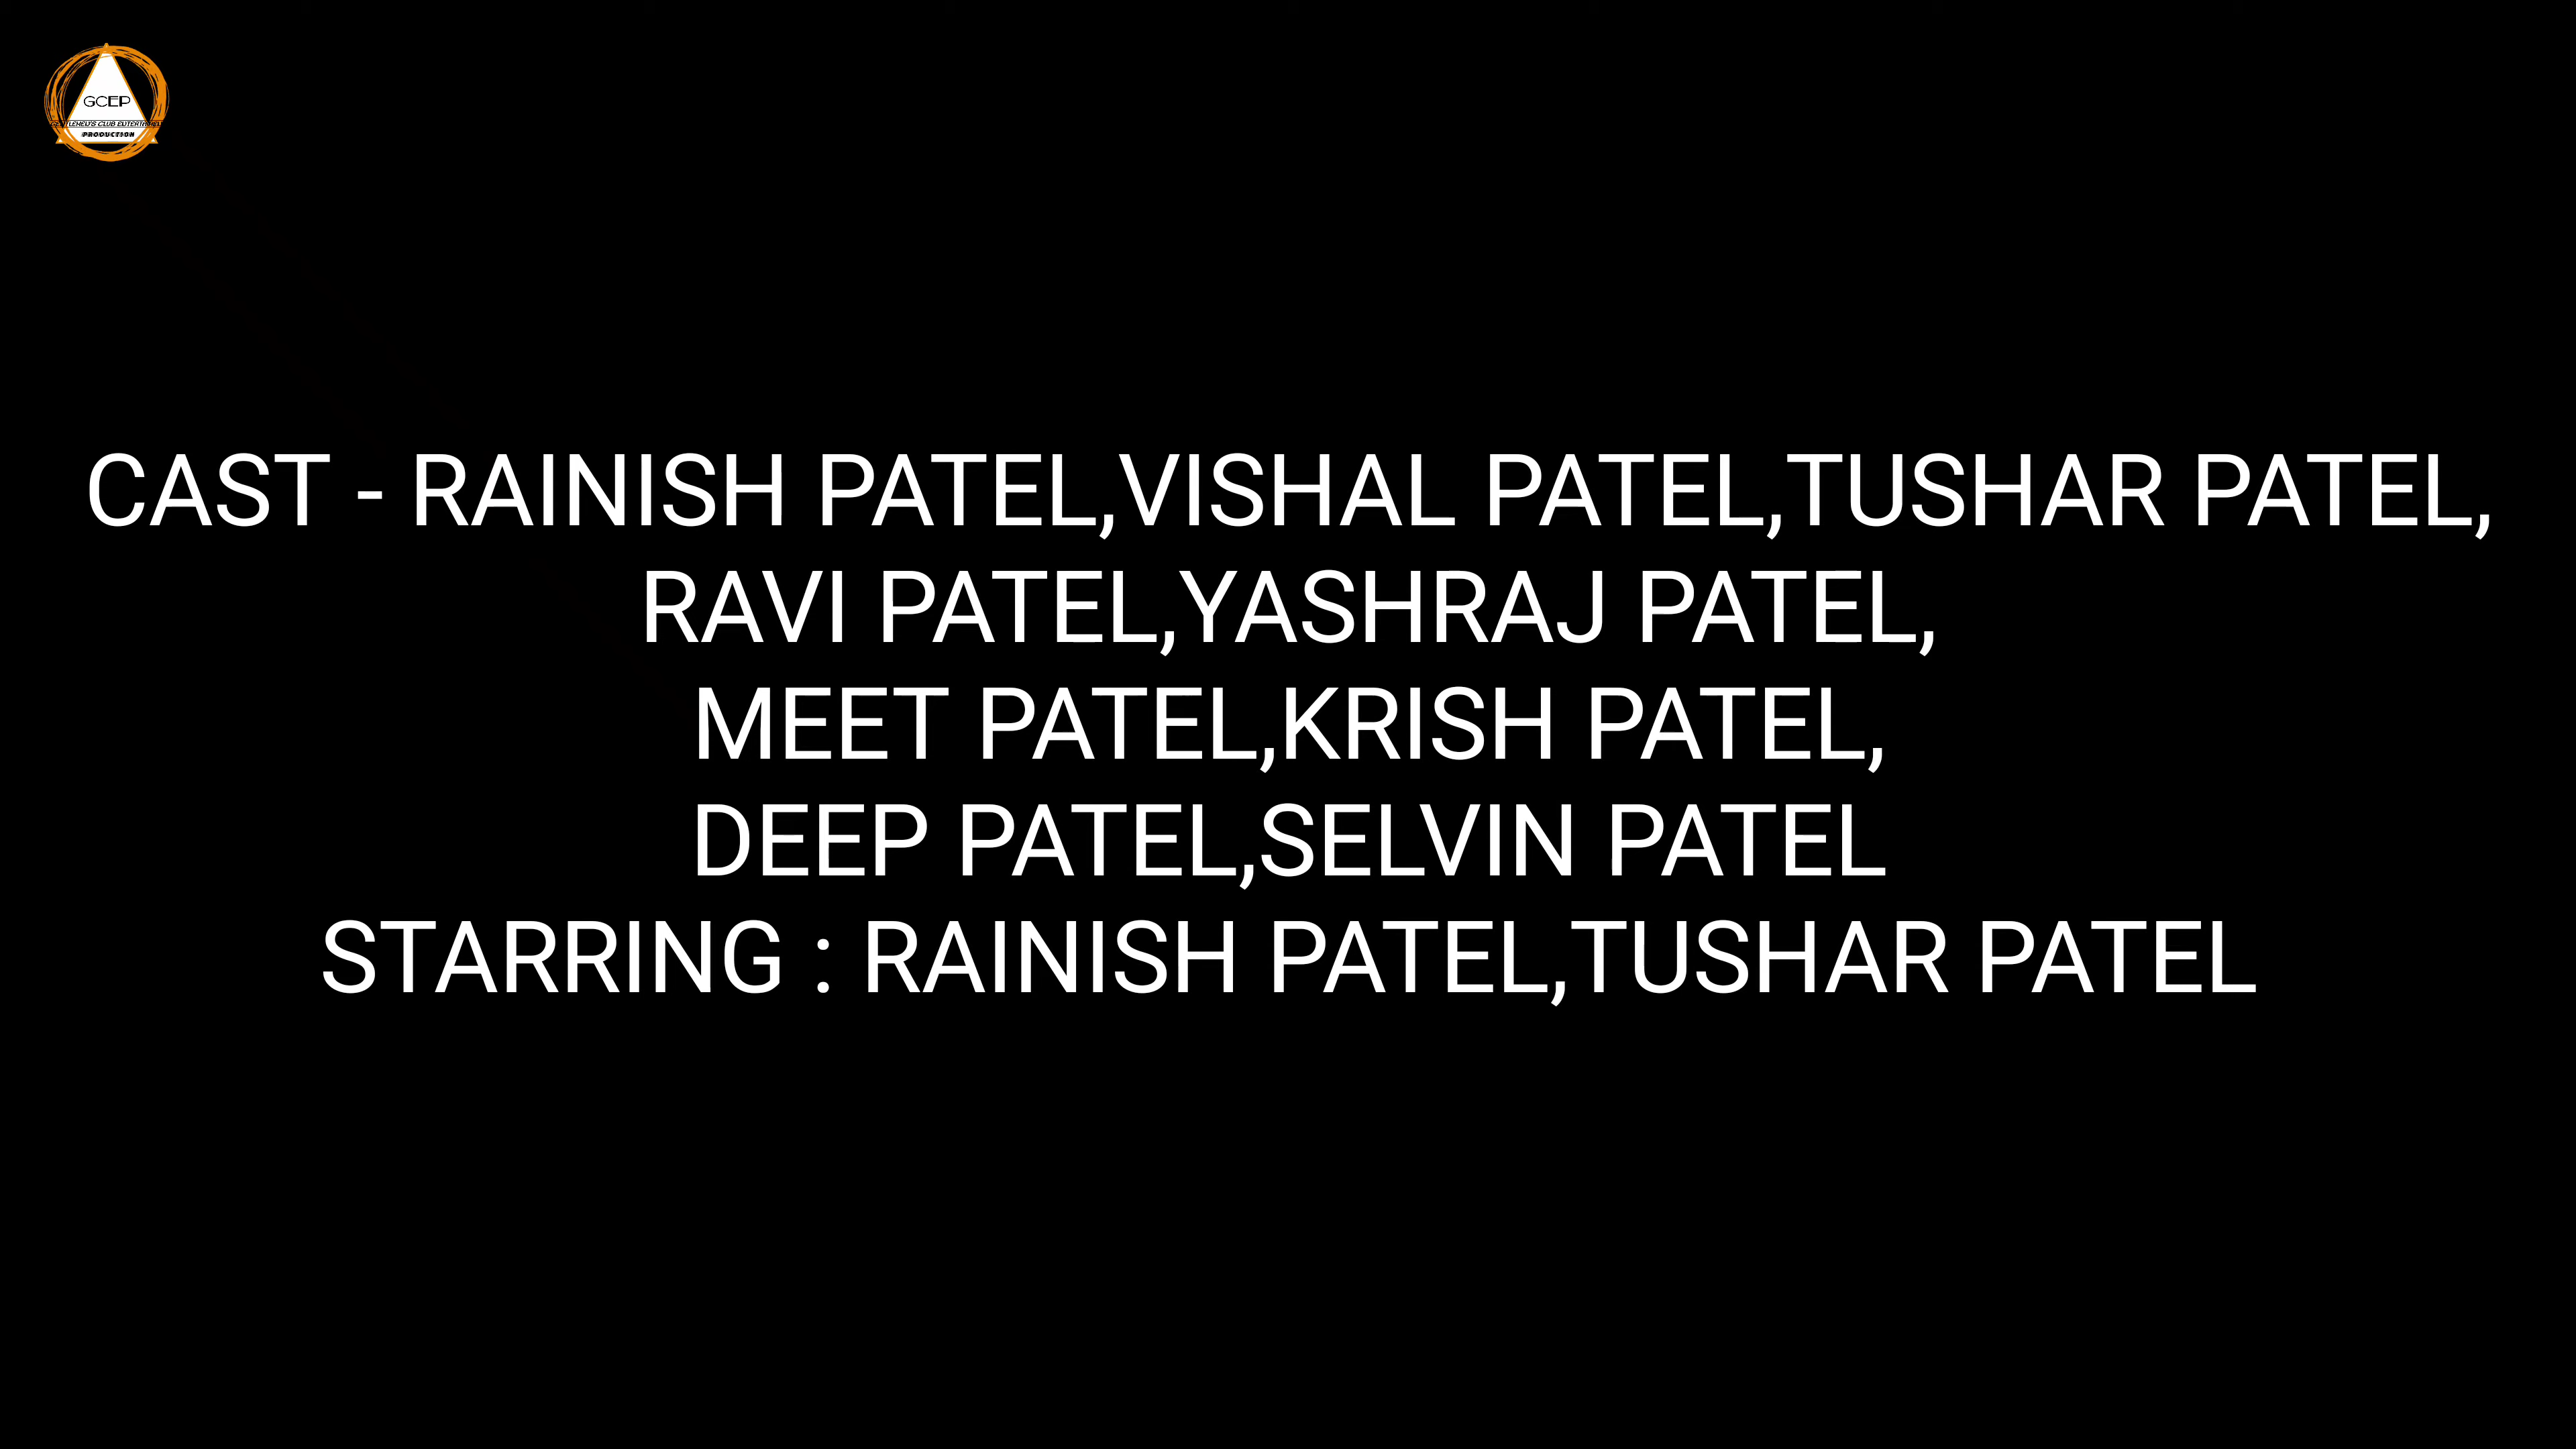 GCEP
PRODUCTION
CAST - RAINISH PATEL,VISHAL PATEL,TUSHAR PATEL,
RAVI PATEL,YASHRAJ PATEL,
MEET PATEL,KRISH PATEL,
DEEP PATEL,SELVIN PATEL
STARRING : RAINISH PATEL,TUSHAR PATEL